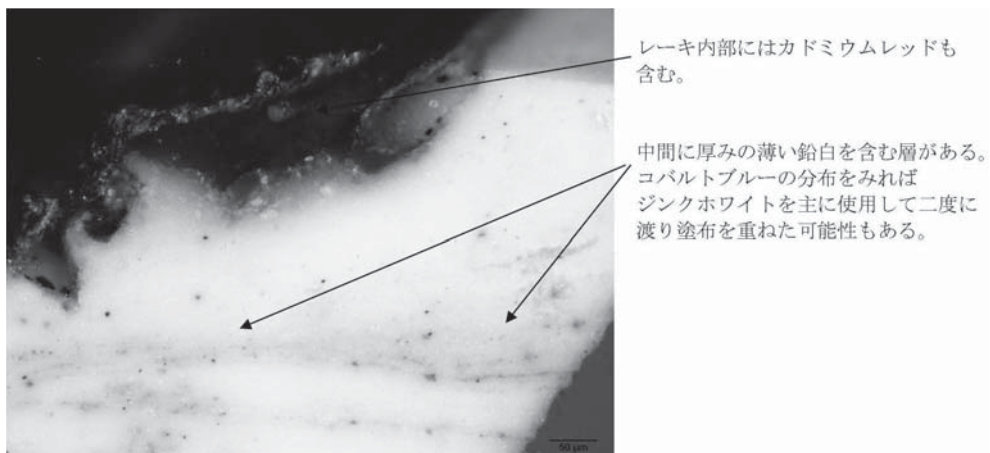 レーキ内部にはカドミウムレッドも
含む。
中間に厚みの薄い鉛白を含む層がある。
コバルトブルーの分布をみれば
ジンクホワイトを主に使用して二度に
渡り塗布を重ねた可能性もある。
50 μm